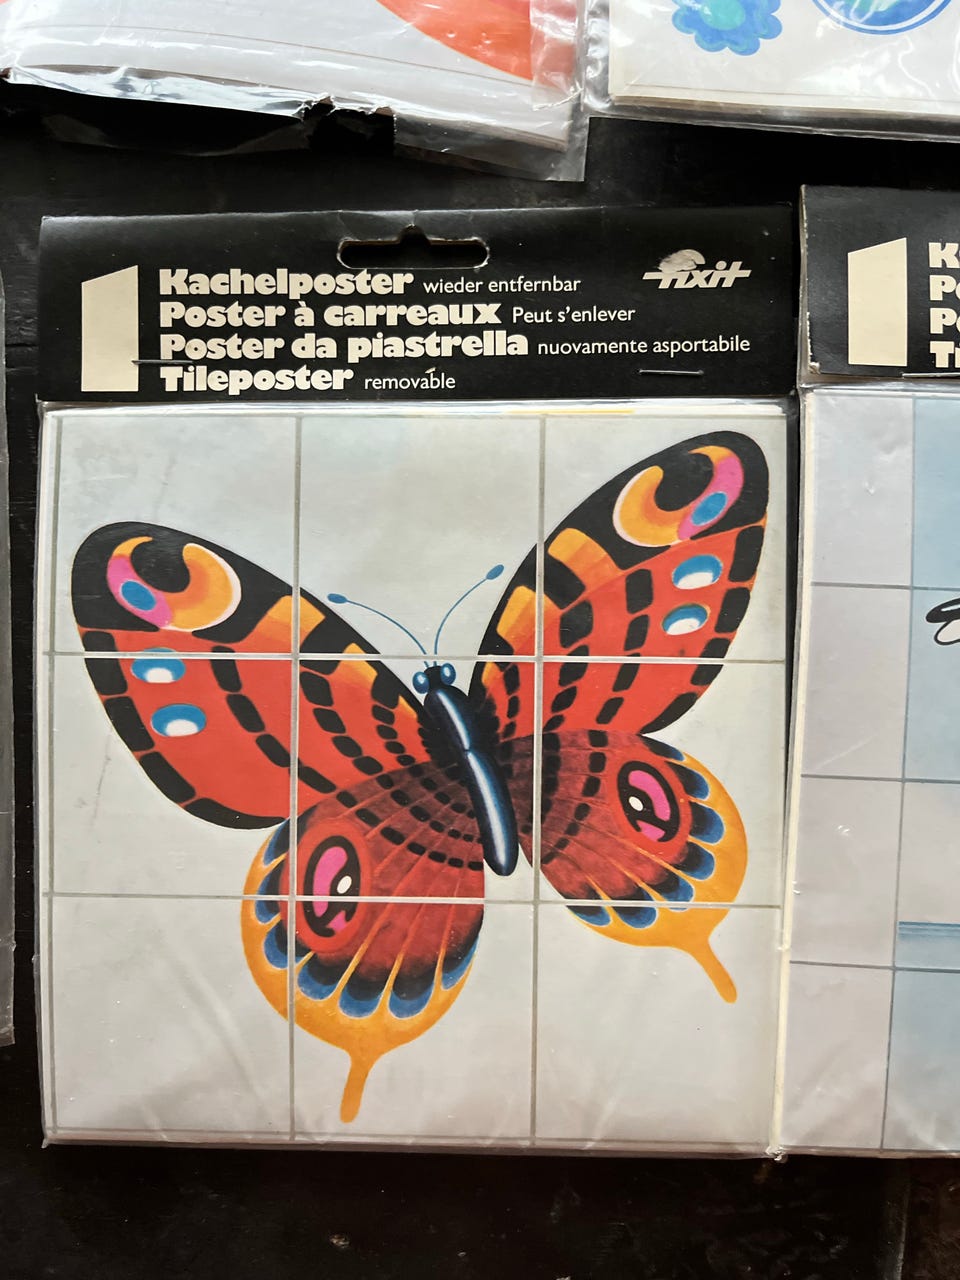 Kachelposter wieder entfernbar
Poster à carreaux Peut s'enlever
Poster da piastrella nuovamente asportabile
Tileposter removable
fixit